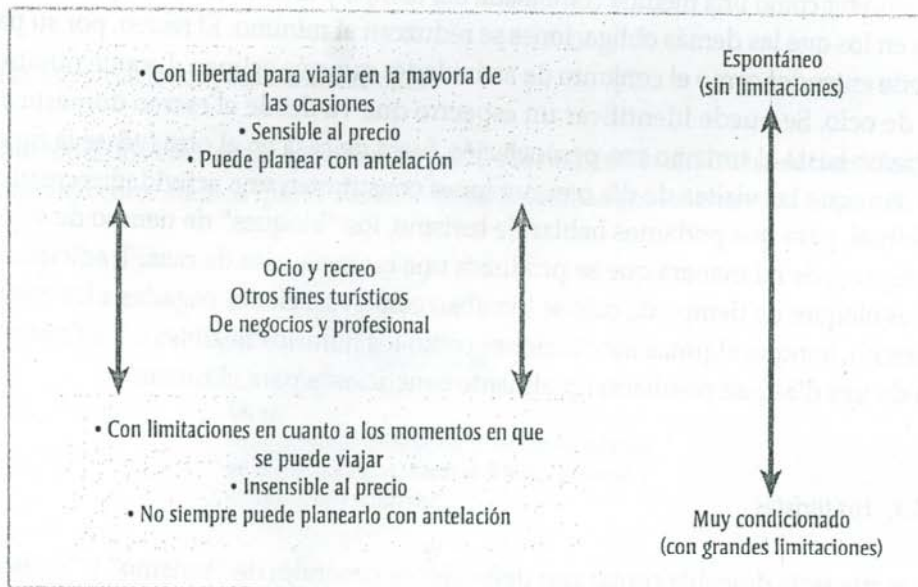 • Con libertad para viajar en la mayoría de
las ocasiones
• Sensible al precio
• Puede planear con antelación
Ocio y recreo
Otros fines turísticos
De negocios y profesional
• Con limitaciones en cuanto a los momentos en que
se puede viajar
• Insensible al precio
• No siempre puede planearlo con antelación
Espontáneo
(sin limitaciones)
Muy condicionado
(con grandes limitaciones)